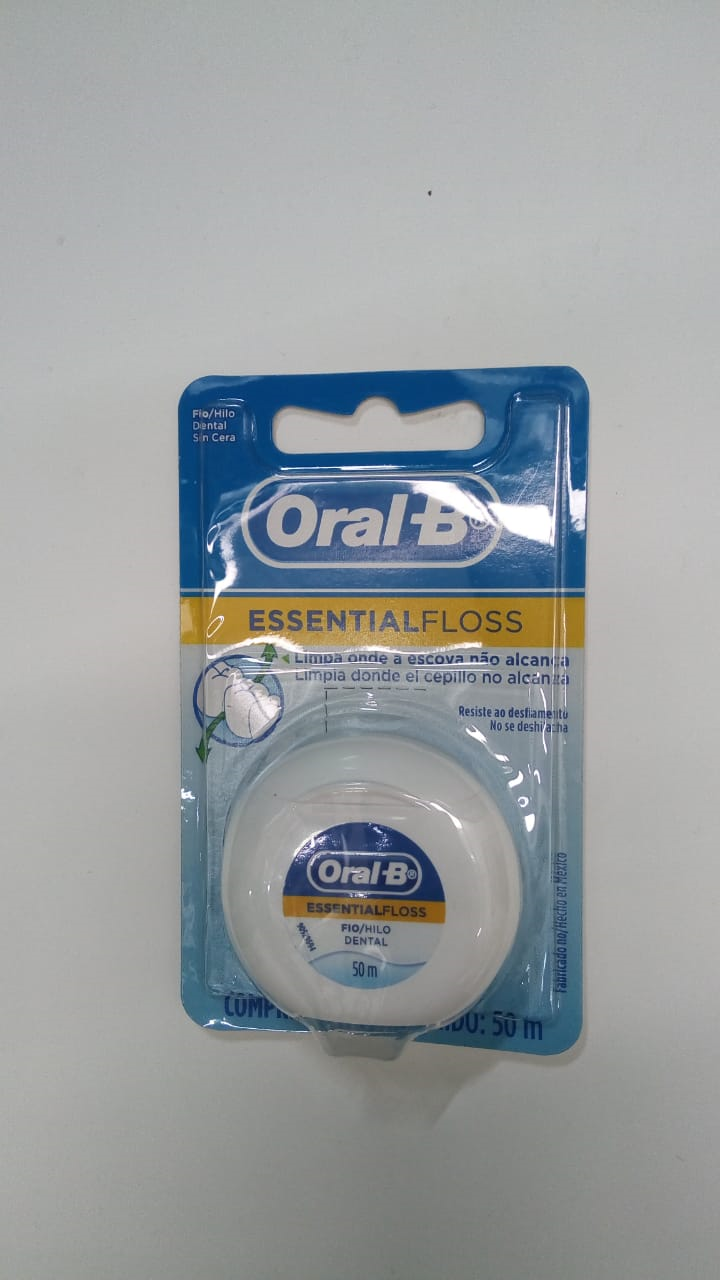 Fio/Hilo
Dental
Sin Cera
Oral-B®
ESSENTIALFLOSS
Limpa onde a escova não alcança
Limpia donde el cepillo no alcanza
Resiste ao desfiamento
No se deshilacha
Oral-B®
ESSENTIALFLOSS
FIO/HILO
DENTAL
50 m
Fabricado no/Hecho en México
50 m